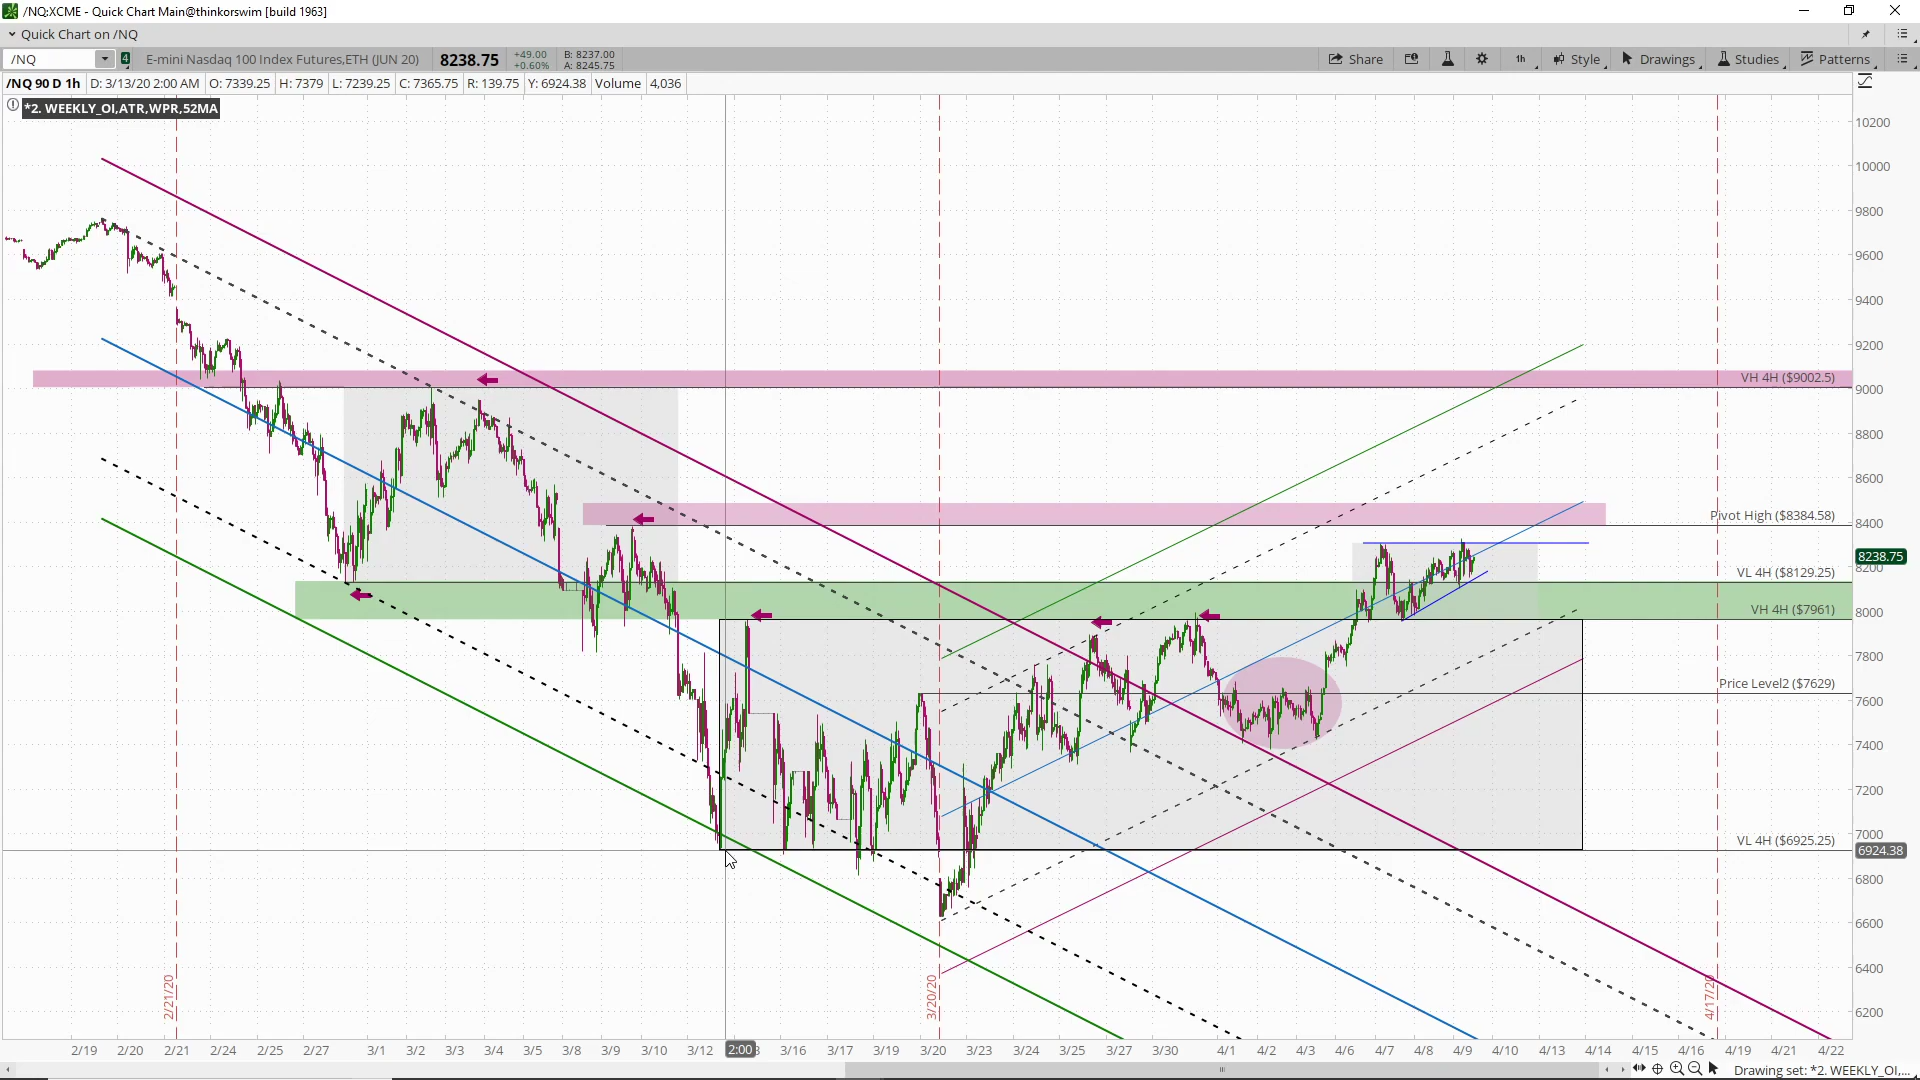 /NQ:XCME - Quick Chart Main@thinkorswim [build 1963]
Quick Chart on /NQ
/NQ 4 E-mini Nasdaq 100 Index Futures,ETH (JUN 20) 8238.75 +49.00 +0.60% B: 8237.00 A: 8245.75 Share 1h Style Drawings Studies Patterns
/NQ 90 D 1h D: 3/13/20 2:00 AM O: 7339.25 H: 7379 L: 7239.25 C: 7365.75 R: 139.75 Y: 6924.38 Volume 4,036
*2. WEEKLY_OI,ATR,WPR,52MA
10200
10000
9800
9600
9400
9200
VH 4H ($9002.5)
9000
8800
8600
Pivot High ($8384.58)
8400
8238.75
8200
VL 4H ($8129.25)
VH 4H ($7961)
8000
7800
Price Level2 ($7629)
7600
7400
7200
7000
VL 4H ($6925.25)
6924.38
6800
6600
6400
6200
2/21/20
3/20/20
4/17/20
2/19 2/20 2/21 2/24 2/25 2/27 3/1 3/2 3/3 3/4 3/5 3/8 3/9 3/10 3/12 2:00 3 3/16 3/17 3/19 3/20 3/23 3/24 3/25 3/27 3/30 4/1 4/2 4/3 4/6 4/7 4/8 4/9 4/10 4/13 4/14 4/15 4/16 4/19 4/21 4/22
Drawing set: *2. WEEKLY_OI,...